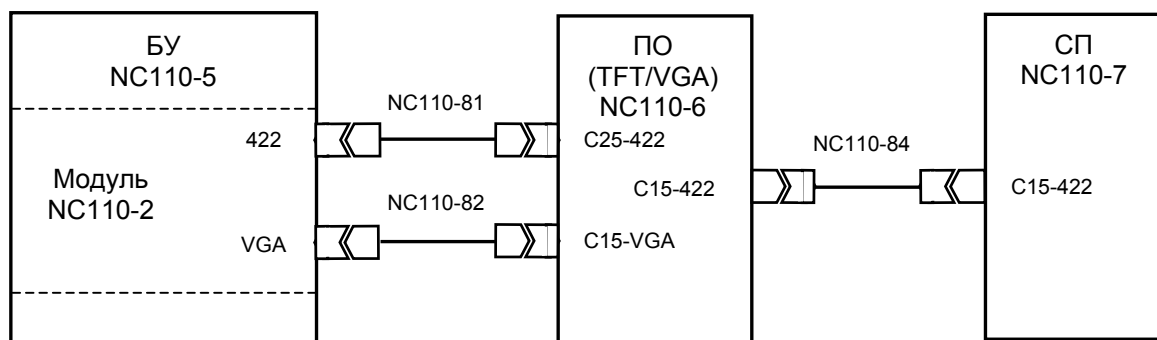 БУ
NC110-5
Модуль
NC110-2
422
VGA
NC110-81
NC110-82
ПО
(TFT/VGA)
NC110-6
C25-422
C15-422
C15-VGA
NC110-84
СП
NC110-7
C15-422